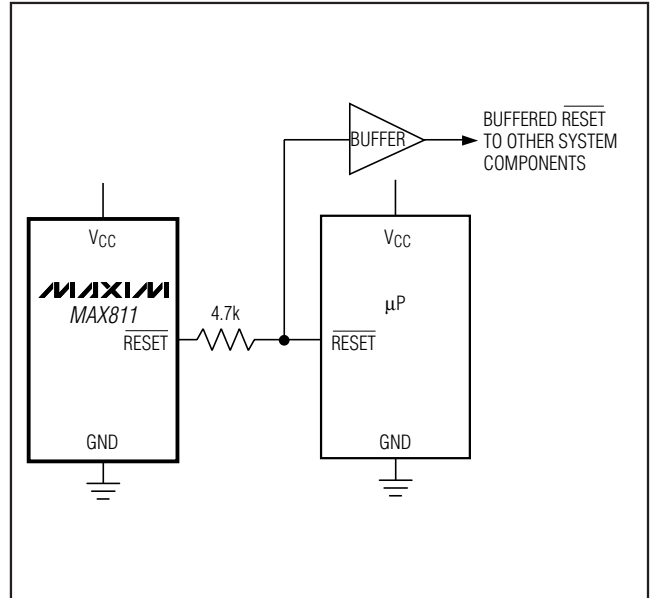 BUFFER
BUFFERED RESET
TO OTHER SYSTEM
COMPONENTS
VCC
MAXIM
MAX811
RESET
GND
4.7k
VCC
μP
RESET
GND